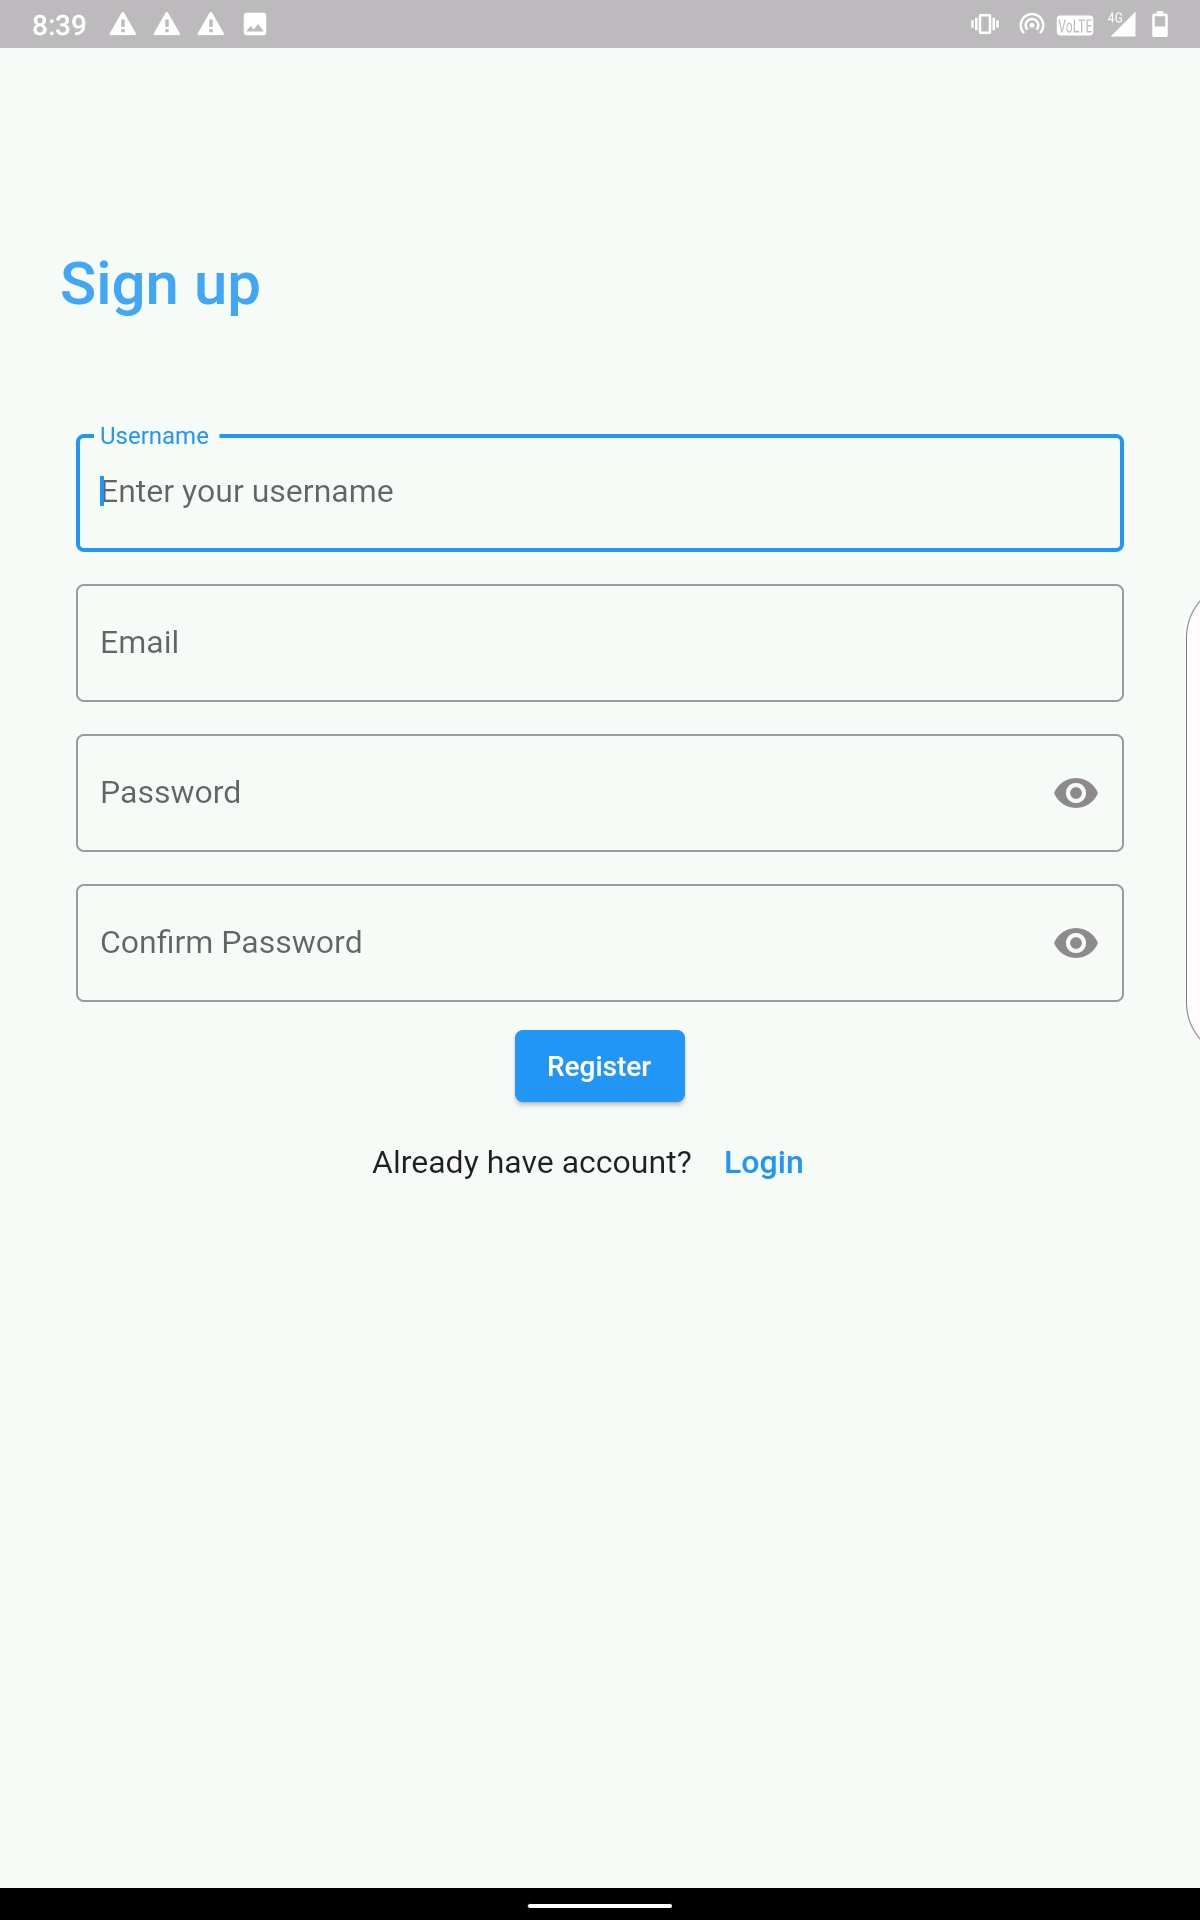 8:39 VoLTE 4G
Sign up
Username
Enter your username
Email
Password
Confirm Password
Register
Already have account? Login